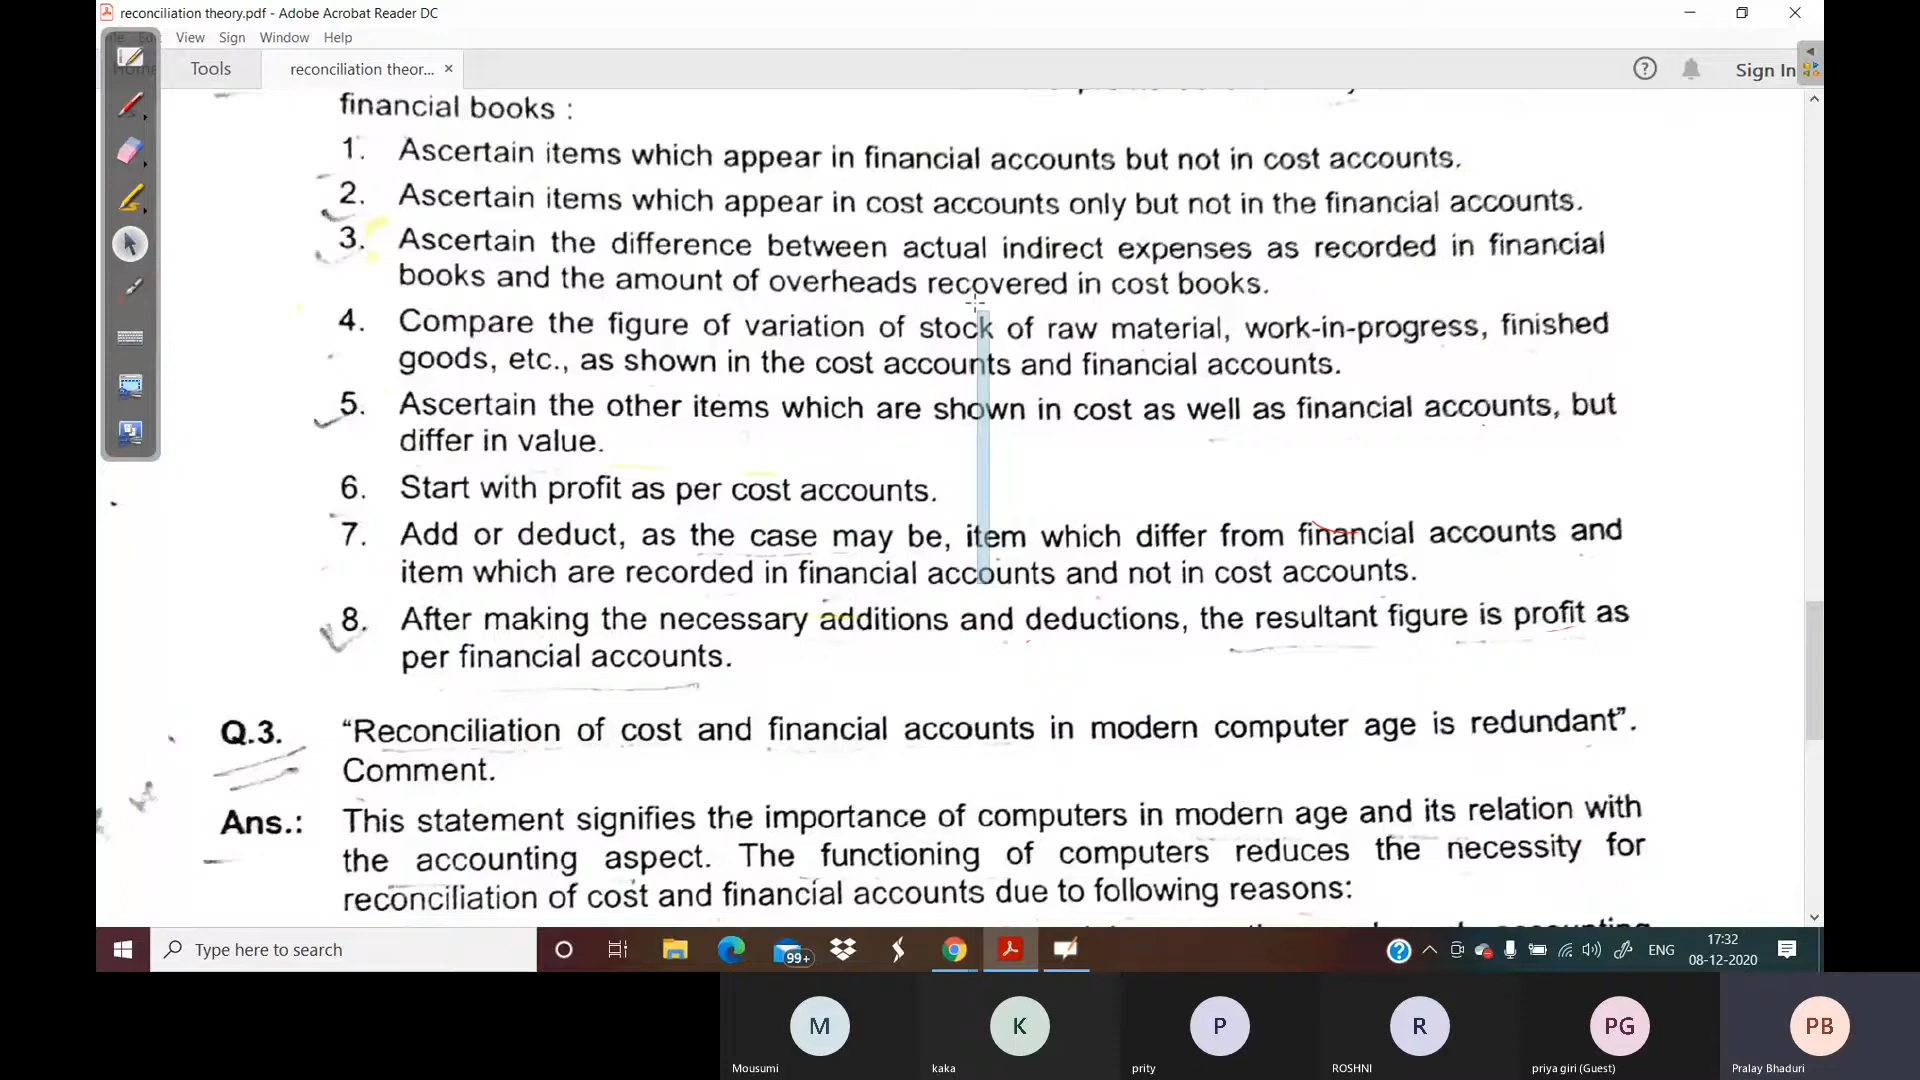 reconciliation theory.pdf - Adobe Acrobat Reader DC
View Sign Window Help
Tools
reconciliation theor... ×
Sign In
financial books :
1. Ascertain items which appear in financial accounts but not in cost accounts.
2. Ascertain items which appear in cost accounts only but not in the financial accounts.
3. Ascertain the difference between actual indirect expenses as recorded in financial
books and the amount of overheads recovered in cost books.
4. Compare the figure of variation of stock of raw material, work-in-progress, finished
goods, etc., as shown in the cost accounts and financial accounts.
5. Ascertain the other items which are shown in cost as well as financial accounts, but
differ in value.
6. Start with profit as per cost accounts.
7. Add or deduct, as the case may be, item which differ from financial accounts and
item which are recorded in financial accounts and not in cost accounts.
8. After making the necessary additions and deductions, the resultant figure is profit as
per financial accounts.
Q.3. “Reconciliation of cost and financial accounts in modern computer age is redundant”.
Comment.
Ans.: This statement signifies the importance of computers in modern age and its relation with
the accounting aspect. The functioning of computers reduces the necessity for
reconciliation of cost and financial accounts due to following reasons:
Type here to search
99+
ENG
17:32
08-12-2020
M K P R PG PB
Mousumi kaka prity ROSHNI priya giri (Guest) Pralay Bhaduri